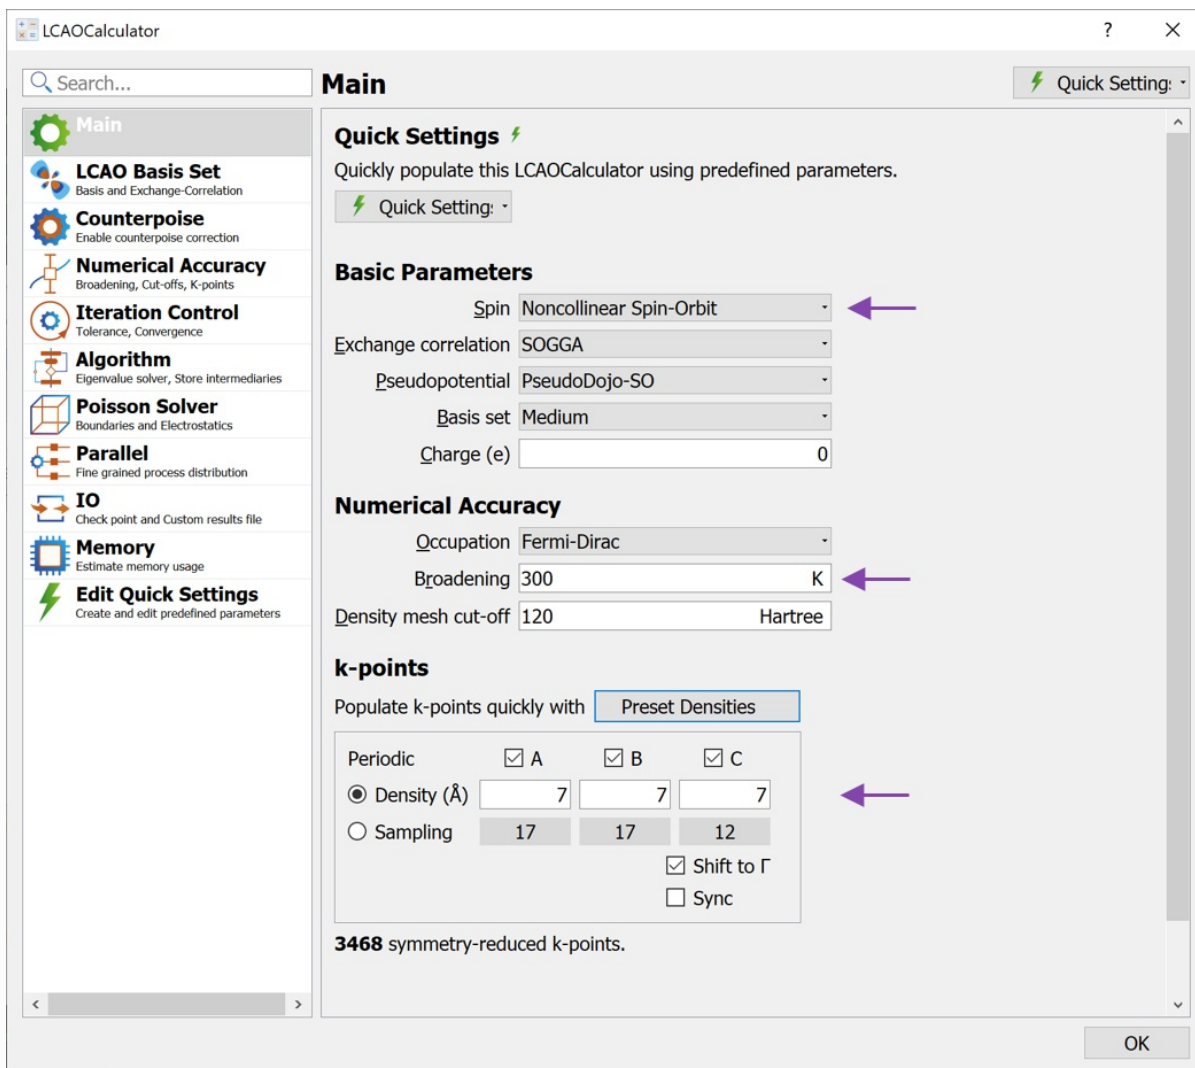 LCAOCalculator
?
Search...
Main
Quick Setting:
Main
LCAO Basis Set
Basis and Exchange-Correlation
Counterpoise
Enable counterpoise correction
Numerical Accuracy
Broadening, Cut-offs, K-points
Iteration Control
Tolerance, Convergence
Algorithm
Eigenvalue solver, Store intermediaries
Poisson Solver
Boundaries and Electrostatics
Parallel
Fine grained process distribution
IO
Check point and Custom results file
Memory
Estimate memory usage
Edit Quick Settings
Create and edit predefined parameters
Quick Settings
Quickly populate this LCAOCalculator using predefined parameters.
Quick Setting:
Basic Parameters
Spin Noncollinear Spin-Orbit
Exchange correlation SOGGA
Pseudopotential PseudoDojo-SO
Basis set Medium
Charge (e) 0
Numerical Accuracy
Occupation Fermi-Dirac
Broadening 300 K
Density mesh cut-off 120 Hartree
k-points
Populate k-points quickly with Preset Densities
Periodic A B C
Density (Å) 7 7 7
Sampling 17 17 12
Shift to Γ
Sync
3468 symmetry-reduced k-points.
OK